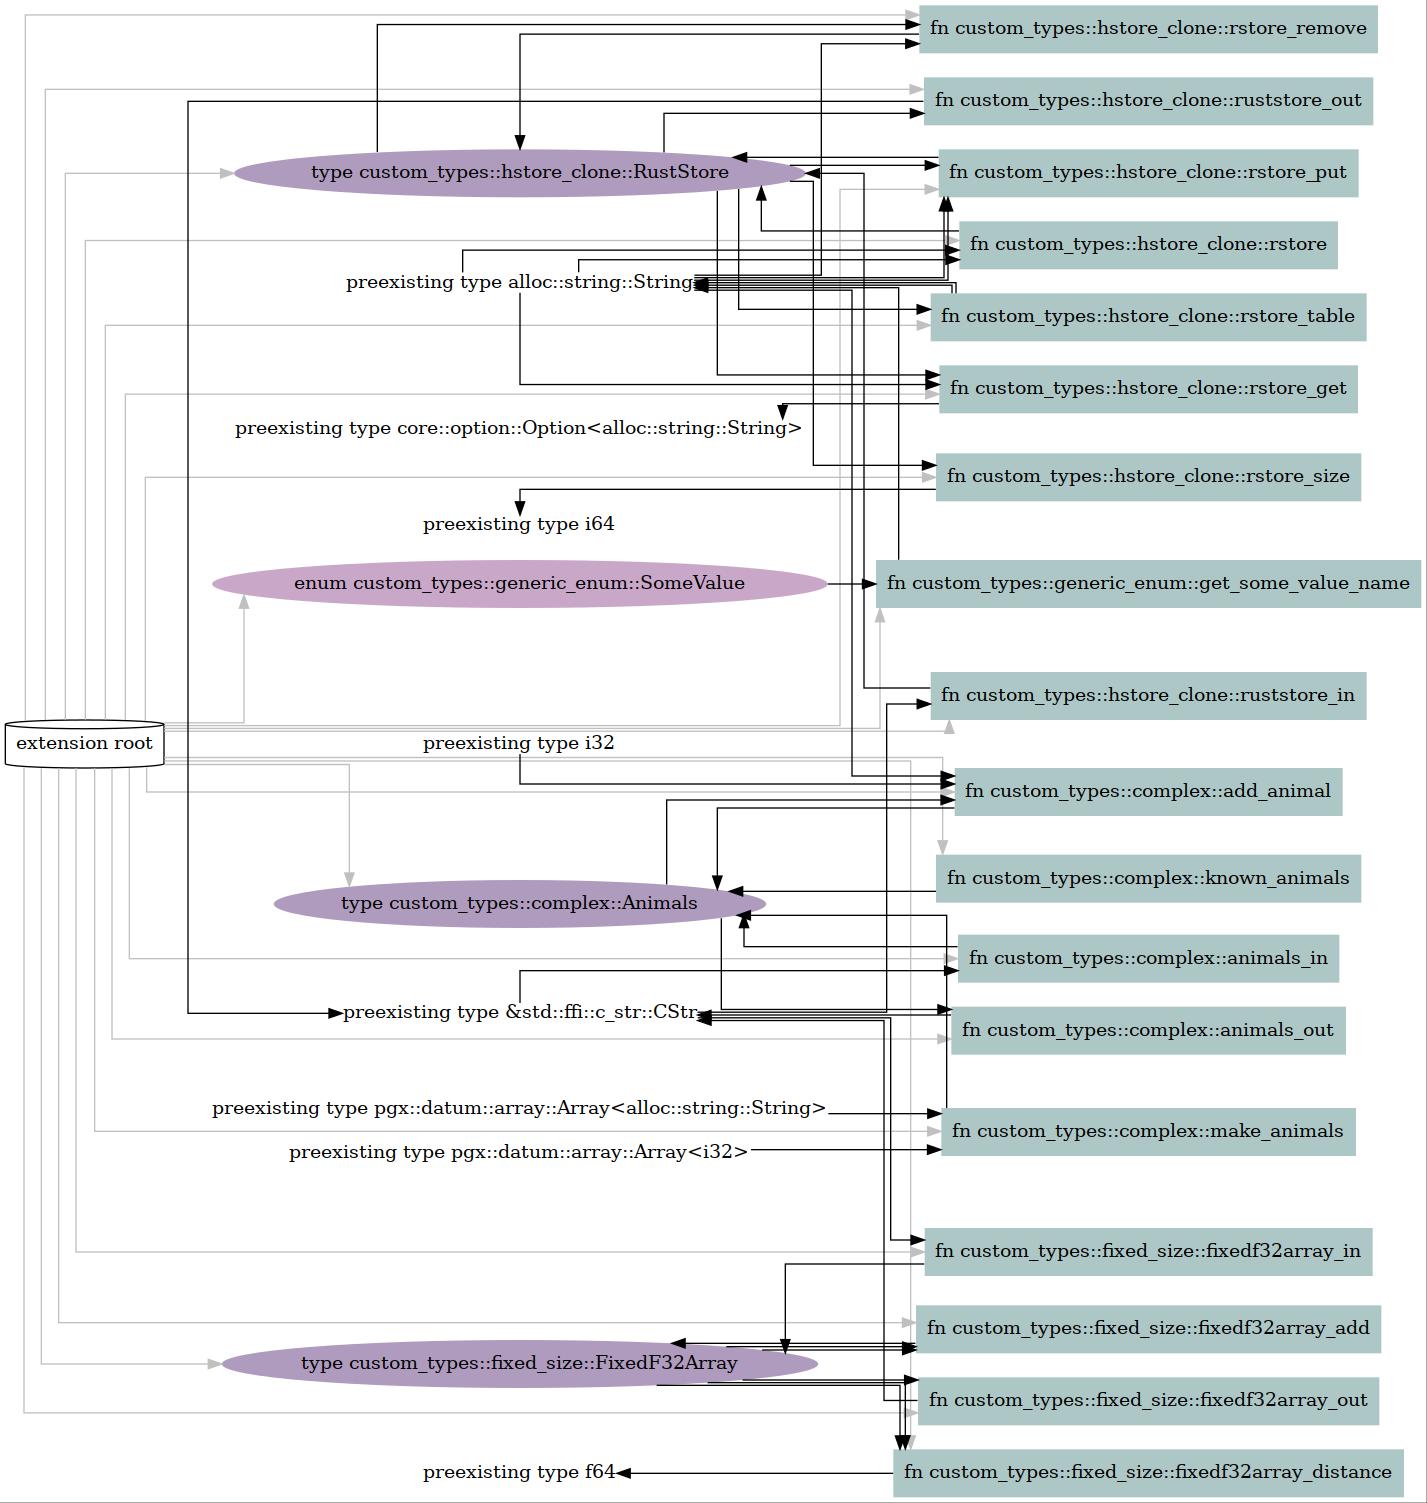 fn custom_types::hstore_clone::rstore_remove
fn custom_types::hstore_clone::ruststore_out
type custom_types::hstore_clone::RustStore
fn custom_types::hstore_clone::rstore_put
fn custom_types::hstore_clone::rstore
preexisting type alloc::string::String
fn custom_types::hstore_clone::rstore_table
fn custom_types::hstore_clone::rstore_get
preexisting type core::option::Option<alloc::string::String>
fn custom_types::hstore_clone::rstore_size
preexisting type i64
enum custom_types::generic_enum::SomeValue
fn custom_types::generic_enum::get_some_value_name
fn custom_types::hstore_clone::ruststore_in
extension root
preexisting type i32
fn custom_types::complex::add_animal
fn custom_types::complex::known_animals
type custom_types::complex::Animals
fn custom_types::complex::animals_in
preexisting type &std::ffi::c_str::CStr
fn custom_types::complex::animals_out
preexisting type pgx::datum::array::Array<alloc::string::String>
fn custom_types::complex::make_animals
preexisting type pgx::datum::array::Array<i32>
fn custom_types::fixed_size::fixedf32array_in
fn custom_types::fixed_size::fixedf32array_add
type custom_types::fixed_size::FixedF32Array
fn custom_types::fixed_size::fixedf32array_out
preexisting type f64
fn custom_types::fixed_size::fixedf32array_distance